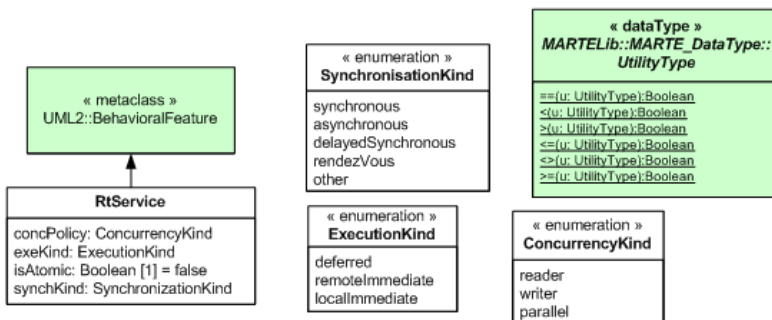 « metaclass »
UML2::BehavioralFeature
RtService
concPolicy: ConcurrencyKind
exeKind: ExecutionKind
isAtomic: Boolean [1] = false
synchKind: SynchronizationKind
« enumeration »
SynchronisationKind
synchronous
asynchronous
delayedSynchronous
rendezVous
other
« enumeration »
ExecutionKind
deferred
remoteImmediate
localImmediate
« dataType »
MARTELib::MARTE_DataType::
UtilityType
==(u: UtilityType):Boolean
<(u: UtilityType):Boolean
>(u: UtilityType):Boolean
<=(u: UtilityType):Boolean
<>(u: UtilityType):Boolean
>=(u: UtilityType):Boolean
« enumeration »
ConcurrencyKind
reader
writer
parallel